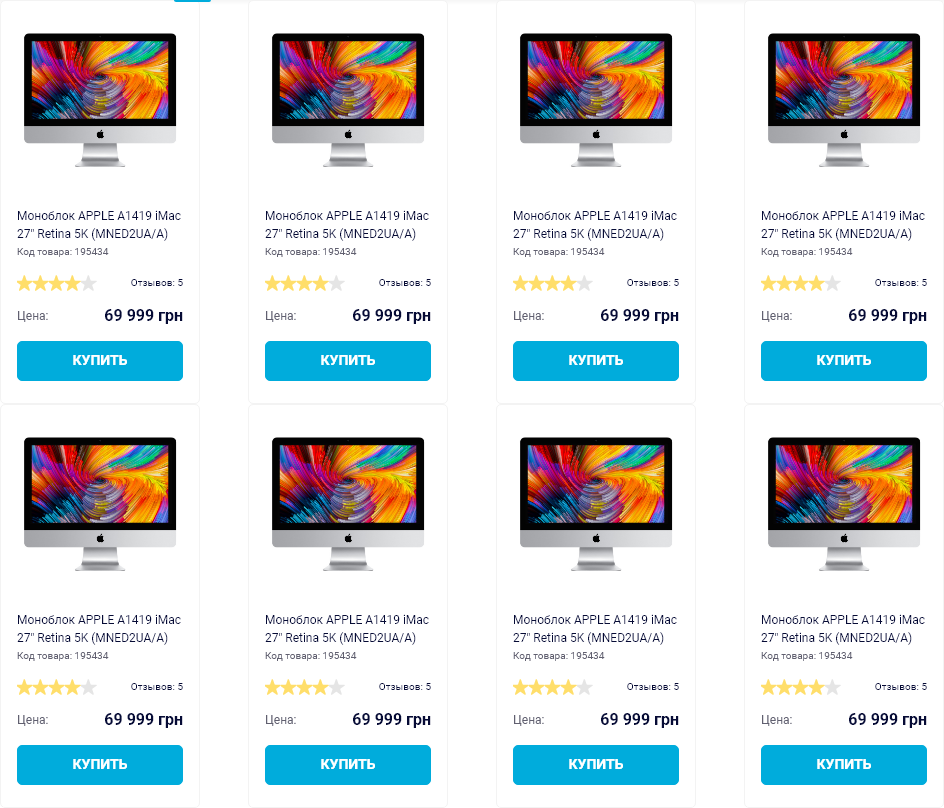 Моноблок APPLE A1419 iMac
27" Retina 5K (MNED2UA/A)
Код товара: 195434
Отзывов: 5
Цена: 69 999 грн
КУПИТЬ
Моноблок APPLE A1419 iMac
27" Retina 5K (MNED2UA/A)
Код товара: 195434
Отзывов: 5
Цена: 69 999 грн
КУПИТЬ
Моноблок APPLE A1419 iMac
27" Retina 5K (MNED2UA/A)
Код товара: 195434
Отзывов: 5
Цена: 69 999 грн
КУПИТЬ
Моноблок APPLE A1419 iMac
27" Retina 5K (MNED2UA/A)
Код товара: 195434
Отзывов: 5
Цена: 69 999 грн
КУПИТЬ
Моноблок APPLE A1419 iMac
27" Retina 5K (MNED2UA/A)
Код товара: 195434
Отзывов: 5
Цена: 69 999 грн
КУПИТЬ
Моноблок APPLE A1419 iMac
27" Retina 5K (MNED2UA/A)
Код товара: 195434
Отзывов: 5
Цена: 69 999 грн
КУПИТЬ
Моноблок APPLE A1419 iMac
27" Retina 5K (MNED2UA/A)
Код товара: 195434
Отзывов: 5
Цена: 69 999 грн
КУПИТЬ
Моноблок APPLE A1419 iMac
27" Retina 5K (MNED2UA/A)
Код товара: 195434
Отзывов: 5
Цена: 69 999 грн
КУПИТЬ